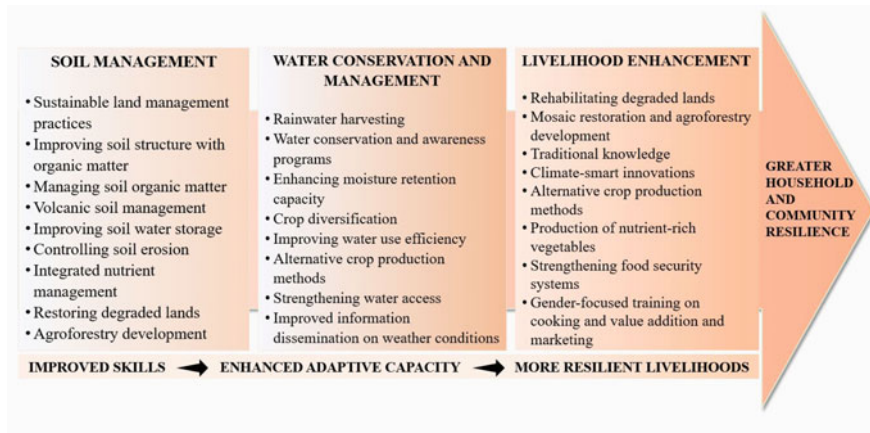 SOIL MANAGEMENT
• Sustainable land management
practices
• Improving soil structure with
organic matter
• Managing soil organic matter
• Volcanic soil management
• Improving soil water storage
• Controlling soil erosion
• Integrated nutrient
management
• Restoring degraded lands
• Agroforestry development
WATER CONSERVATION AND
MANAGEMENT
• Rainwater harvesting
• Water conservation and awareness
programs
• Enhancing moisture retention
capacity
• Crop diversification
• Improving water use efficiency
• Alternative crop production
methods
• Strengthening water access
• Improved information
dissemination on weather conditions
LIVELIHOOD ENHANCEMENT
• Rehabilitating degraded lands
• Mosaic restoration and agroforestry
development
• Traditional knowledge
• Climate-smart innovations
• Alternative crop production
methods
• Production of nutrient-rich
vegetables
• Strengthening food security
systems
• Gender-focused training on
cooking and value addition and
marketing
GREATER
HOUSEHOLD
AND
COMMUNITY
RESILIENCE
IMPROVED SKILLS ENHANCED ADAPTIVE CAPACITY MORE RESILIENT LIVELIHOODS